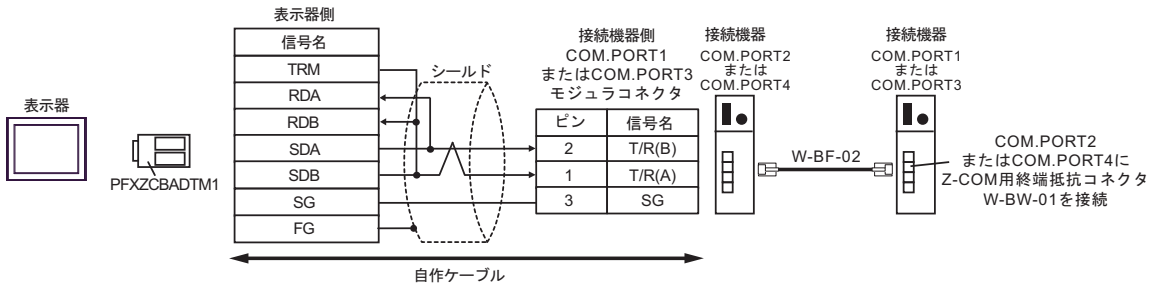 表示器
PFXZCBADTM1
表示器側
信号名
TRM
RDA
RDB
SDA
SDB
SG
FG
シールド
接続機器側
COM.PORT1
またはCOM.PORT3
モジュラコネクタ
ピン 信号名
2 T/R(B)
1 T/R(A)
3 SG
自作ケーブル
接続機器
COM.PORT2
または
COM.PORT4
W-BF-02
接続機器
COM.PORT1
または
COM.PORT3
COM.PORT2
またはCOM.PORT4に
Z-COM用終端抵抗コネクタ
W-BW-01を接続